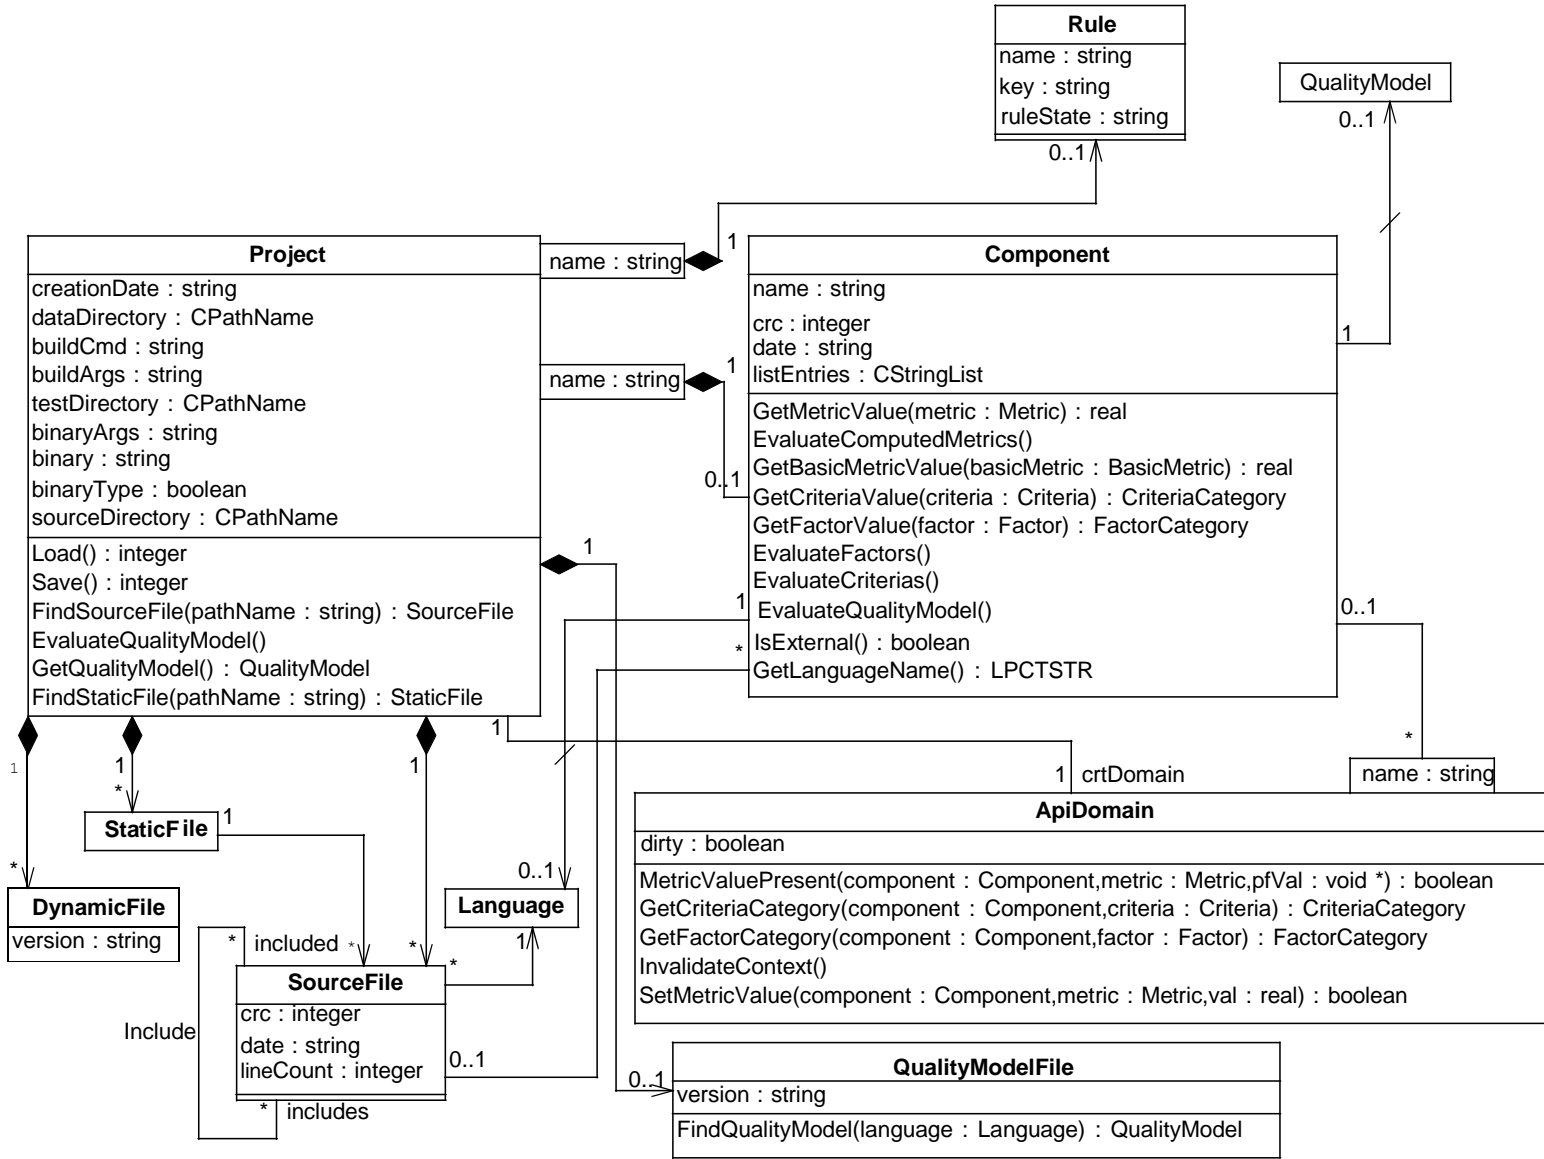 Rule
name : string
key : string
ruleState : string
0..1
QualityModel
0..1
Project
creationDate : string
dataDirectory : CPathName
buildCmd : string
buildArgs : string
testDirectory : CPathName
binaryArgs : string
binary : string
binaryType : boolean
sourceDirectory : CPathName
Load() : integer
Save() : integer
FindSourceFile(pathName : string) : SourceFile
EvaluateQualityModel()
GetQualityModel() : QualityModel
FindStaticFile(pathName : string) : StaticFile
name : string
1
name : string
1
0..1
1
Component
name : string
crc : integer
date : string
listEntries : CStringList
GetMetricValue(metric : Metric) : real
EvaluateComputedMetrics()
GetBasicMetricValue(basicMetric : BasicMetric) : real
GetCriteriaValue(criteria : Criteria) : CriteriaCategory
GetFactorValue(factor : Factor) : FactorCategory
EvaluateFactors()
EvaluateCriterias()
EvaluateQualityModel()
IsExternal() : boolean
GetLanguageName() : LPCTSTR
1
1
*
0..1
*
name : string
1
1 crtDomain
1
*
1
*
1
*
StaticFile
1
*
DynamicFile
version : string
0..1
Language
1
*
* included
Include
SourceFile
crc : integer
date : string
lineCount : integer
0..1
* includes
ApiDomain
dirty : boolean
MetricValuePresent(component : Component,metric : Metric,pfVal : void *) : boolean
GetCriteriaCategory(component : Component,criteria : Criteria) : CriteriaCategory
GetFactorCategory(component : Component,factor : Factor) : FactorCategory
InvalidateContext()
SetMetricValue(component : Component,metric : Metric,val : real) : boolean
0..1
QualityModelFile
version : string
FindQualityModel(language : Language) : QualityModel